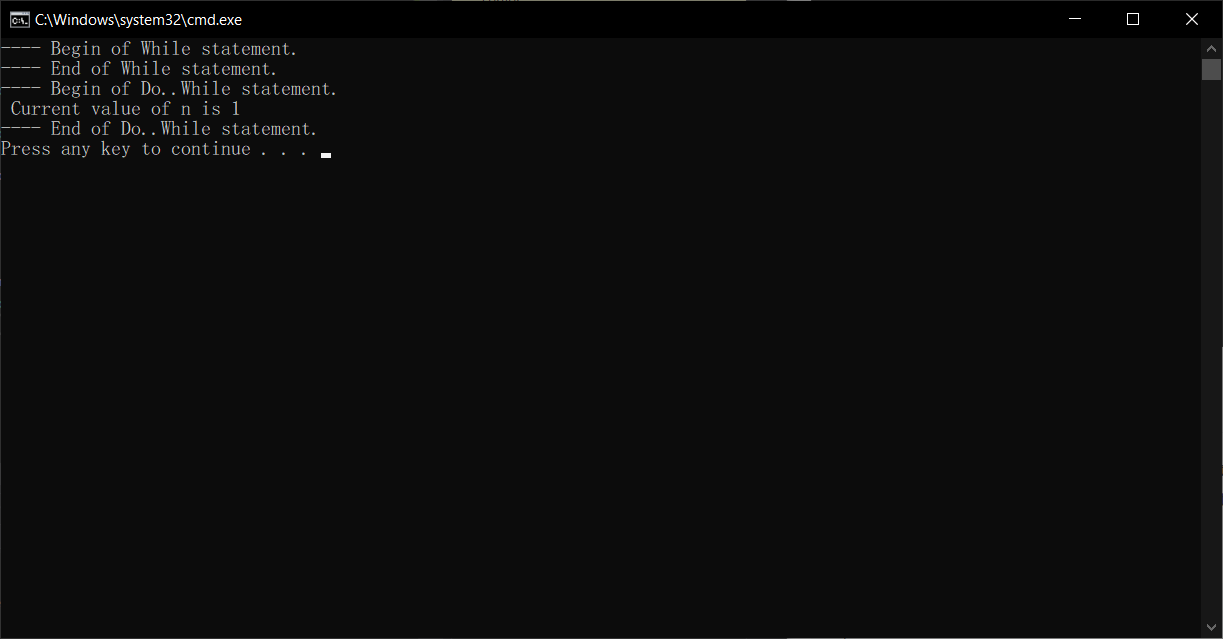 C:\Windows\system32\cmd.exe
---- Begin of While statement.
---- End of While statement.
---- Begin of Do..While statement.
 Current value of n is 1
---- End of Do..While statement.
Press any key to continue . . .